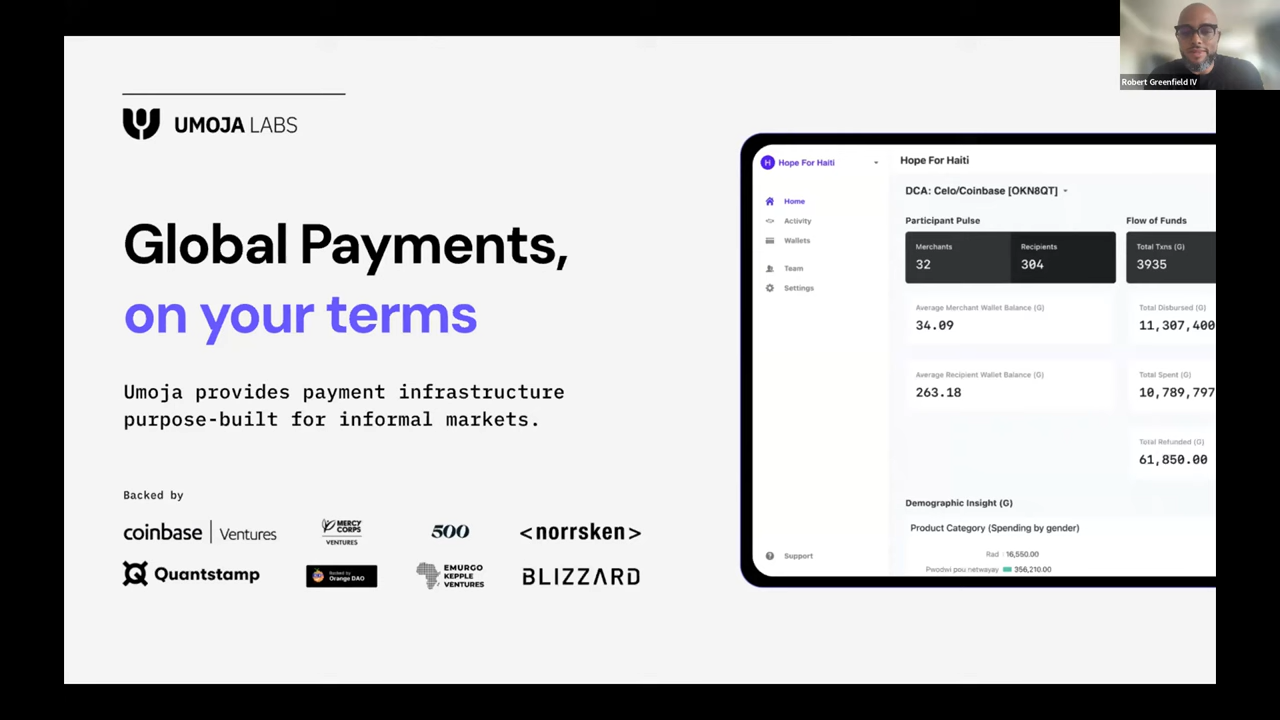 Robert Greenfield IV
UMOJA LABS
Global Payments,
on your terms
Umoja provides payment infrastructure
purpose-built for informal markets.
Backed by
coinbase | Ventures
MERCY
CORPS
VENTURES
500
<norrsken>
Quantstamp
Backed by
Orange DAO
EMURGO
KEPPLE
VENTURES
BLIZZARD
H Hope For Haiti
Home
Activity
Wallets
Team
Settings
Support
Hope For Haiti
DCA: Celo/Coinbase [OKN8QT]
Participant Pulse
Merchants
32
Recipients
304
Average Merchant Wallet Balance (G)
34.09
Average Recipient Wallet Balance (G)
263.18
Flow of Funds
Total Txns (G)
3935
Total Disbursed (G)
11,307,400
Total Spent (G)
10,789,797
Total Refunded (G)
61,850.00
Demographic Insight (G)
Product Category (Spending by gender)
Rad : 16,550.00
Pwodwi pou netwayay 356,210.00